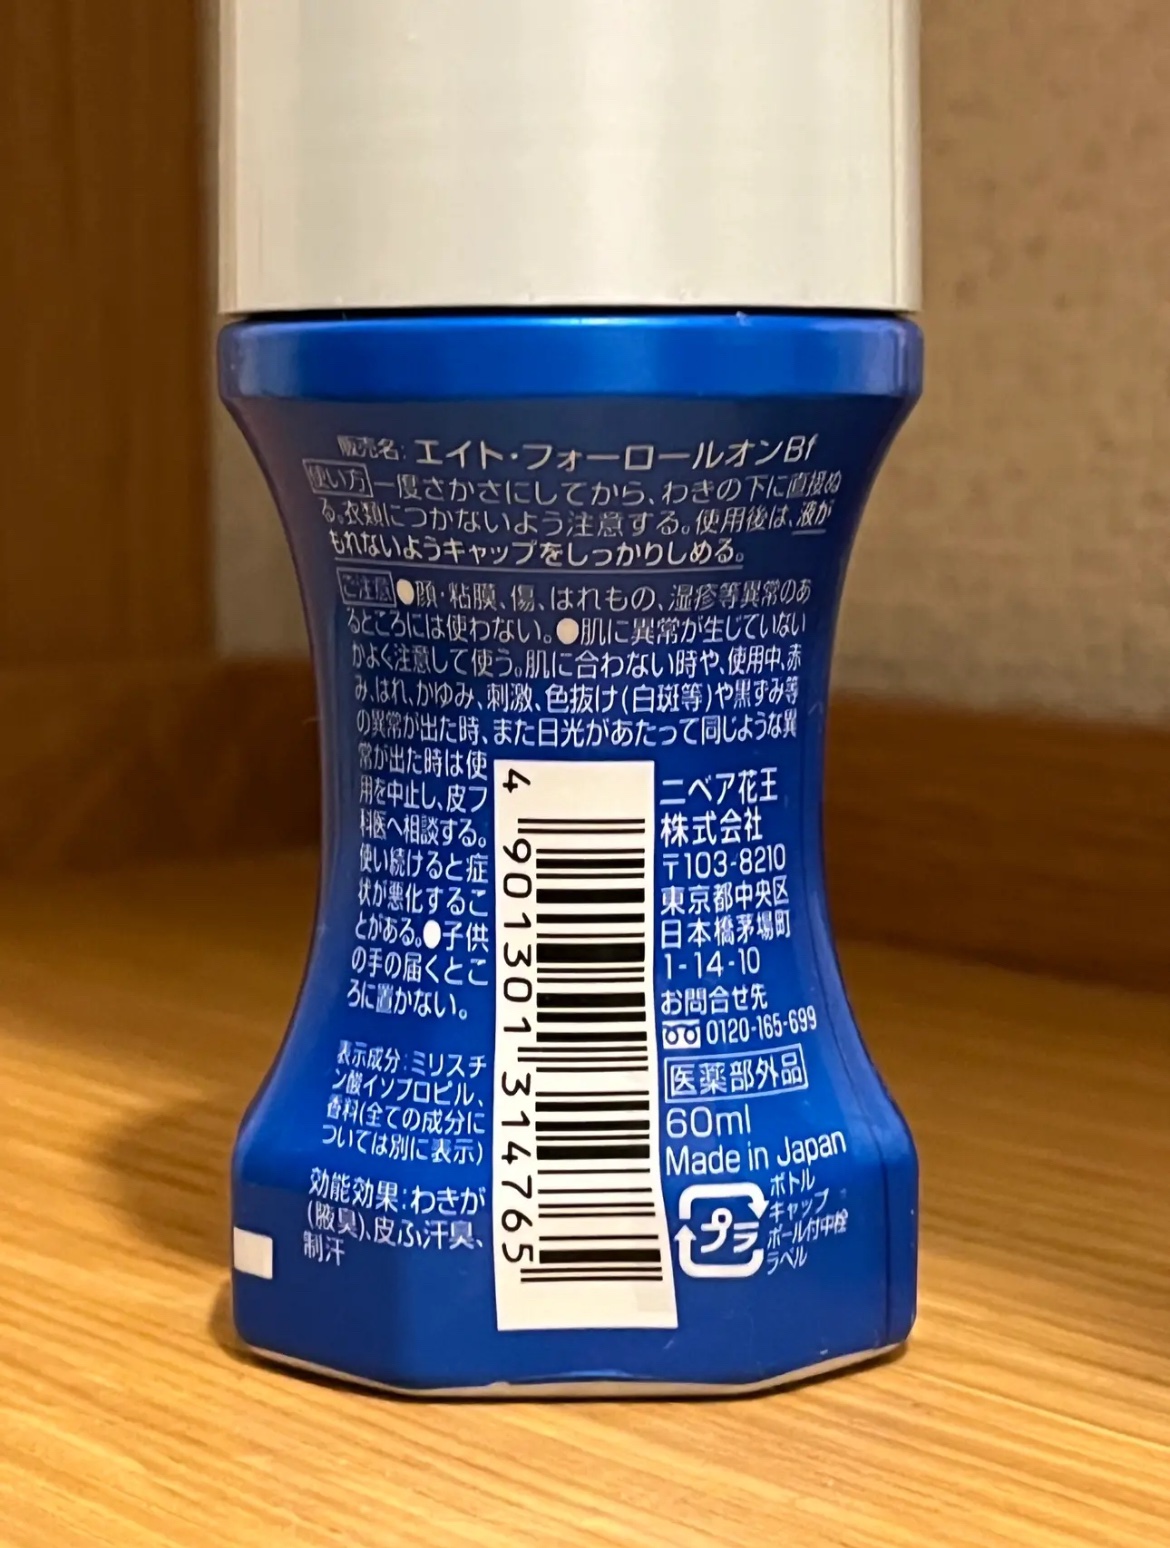 販売名:エイト・フォーロールオンBf
使い方 一度さかさにしてから、わきの下に直接ぬ
る。衣類につかないよう注意する。使用後は、液が
もれないようキャップをしっかりしめる。
ご注意 ●顔・粘膜、傷、はれもの、湿疹等異常のあ
るところには使わない。●肌に異常が生じていない
かよく注意して使う。肌に合わない時や、使用中、赤
み、はれ、かゆみ、刺激、色抜け(白斑等)や黒ずみ等
の異常が出た時、また日光があたって同じような異
常が出た時は使
用を中止し、皮フ
科医へ相談する。
使い続けると症
状が悪化するこ
とがある。●子供
の手の届くとこ
ろに置かない。
表示成分:ミリスチ
ン酸イソプロピル、
香料(全ての成分に
ついては別に表示)
効能効果:わきが
(腋臭)、皮ふ汗臭、
制汗
4 901301 314765
ニベア花王
株式会社
〒103-8210
東京都中央区
日本橋茅場町
1-14-10
お問合せ先
0120-165-699
医薬部外品
60ml
Made in Japan
プラ
ボトル
キャップ
ボール付中栓
ラベル